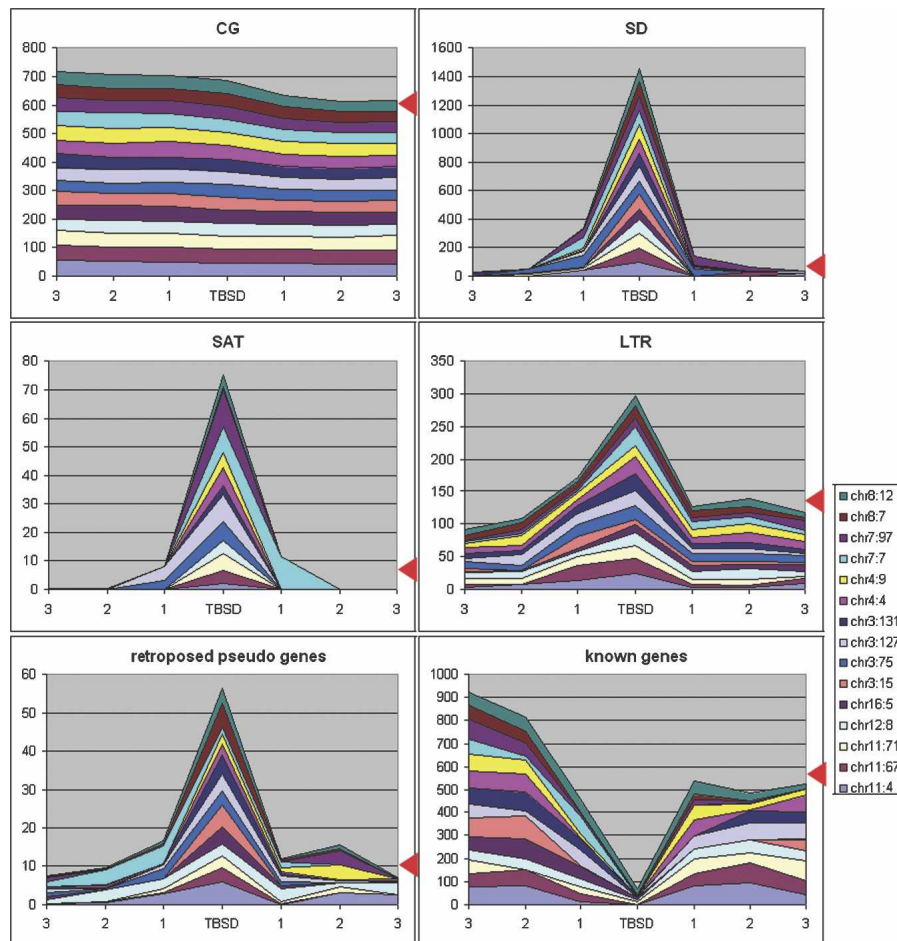 CG
800
700
600
500
400
300
200
100
0
3 2 1 TBSD 1 2 3
SD
1600
1400
1200
1000
800
600
400
200
0
3 2 1 TBSD 1 2 3
SAT
80
70
60
50
40
30
20
10
0
3 2 1 TBSD 1 2 3
LTR
350
300
250
200
150
100
50
0
3 2 1 TBSD 1 2 3
retroposed pseudo genes
60
50
40
30
20
10
0
3 2 1 TBSD 1 2 3
known genes
1000
900
800
700
600
500
400
300
200
100
0
3 2 1 TBSD 1 2 3
chr8:12
chr8:7
chr7:97
chr7:7
chr4:9
chr4:4
chr3:131
chr3:127
chr3:75
chr3:15
chr16:5
chr12:8
chr11:71
chr11:67
chr11:4